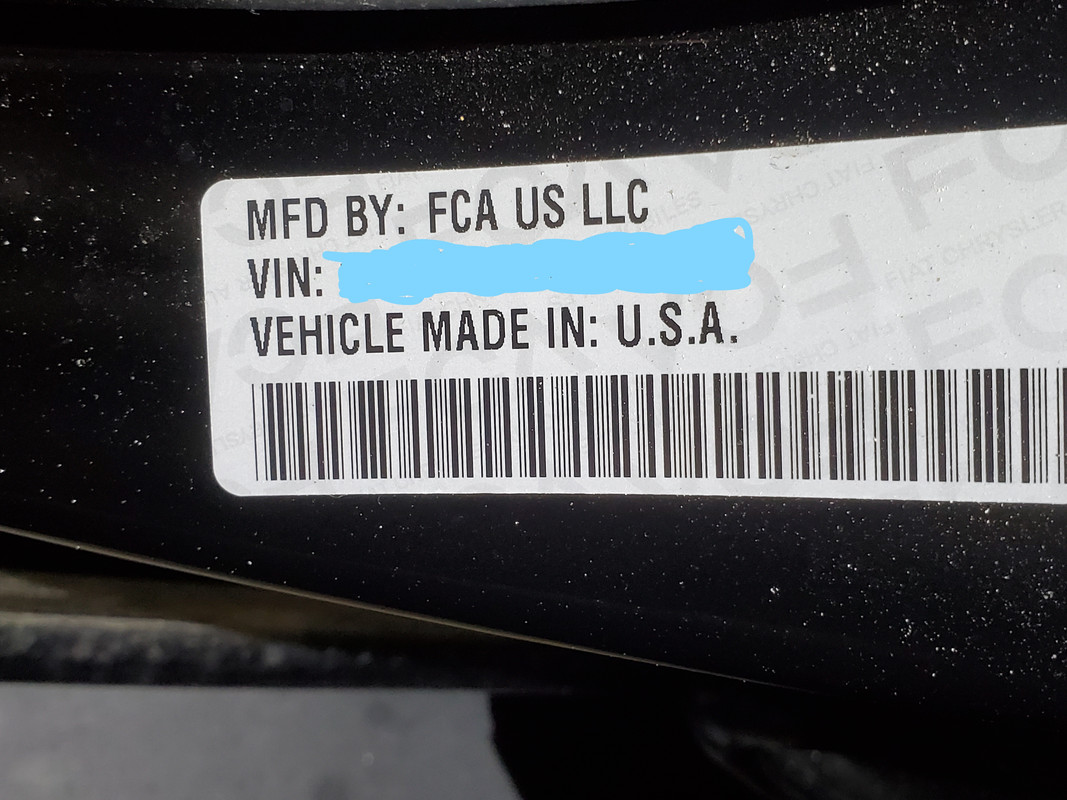 MFD BY: FCA US LLC
VIN:
VEHICLE MADE IN: U.S.A.